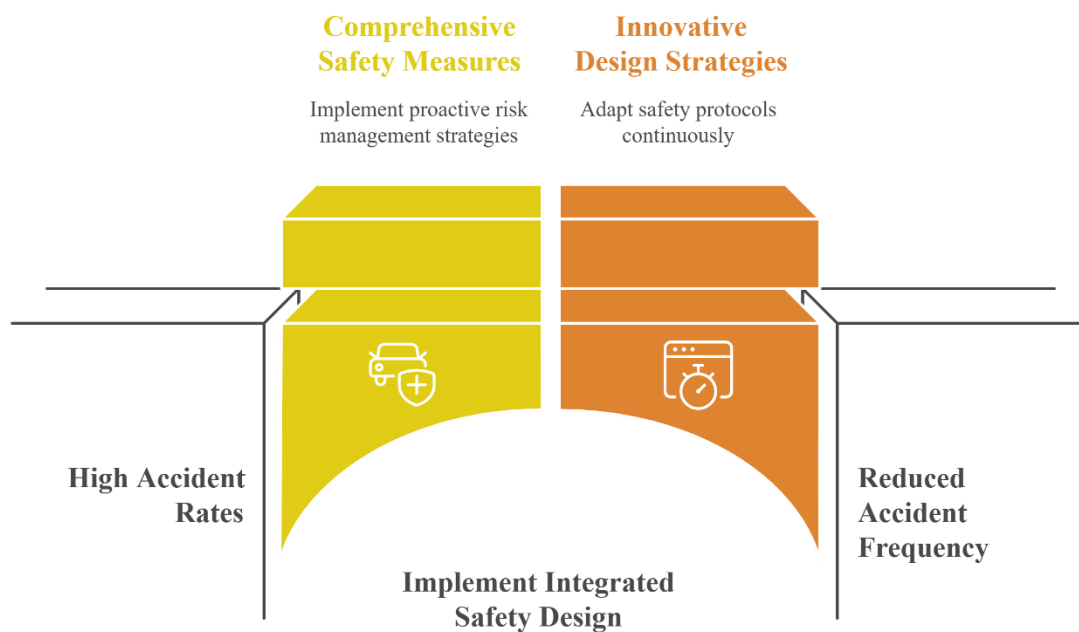 Comprehensive
Safety Measures
Implement proactive risk
management strategies
Innovative
Design Strategies
Adapt safety protocols
continuously
High Accident
Rates
Reduced
Accident
Frequency
Implement Integrated
Safety Design